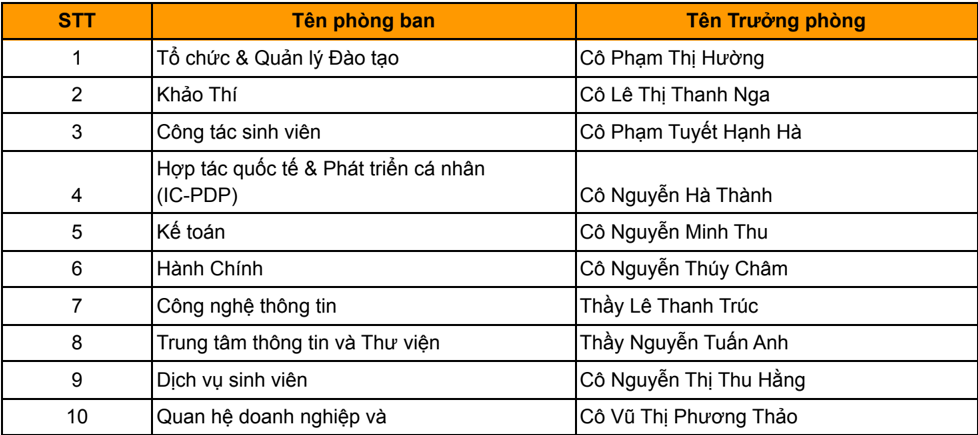 STT Tên phòng ban Tên Trưởng phòng
1 Tổ chức & Quản lý Đào tạo Cô Phạm Thị Hường
2 Khảo Thí Cô Lê Thị Thanh Nga
3 Công tác sinh viên Cô Phạm Tuyết Hạnh Hà
Hợp tác quốc tế & Phát triển cá nhân
4 (IC-PDP) Cô Nguyễn Hà Thành
5 Kế toán Cô Nguyễn Minh Thu
6 Hành Chính Cô Nguyễn Thúy Châm
7 Công nghệ thông tin Thầy Lê Thanh Trúc
8 Trung tâm thông tin và Thư viện Thầy Nguyễn Tuấn Anh
9 Dịch vụ sinh viên Cô Nguyễn Thị Thu Hằng
10 Quan hệ doanh nghiệp và Cô Vũ Thị Phương Thảo